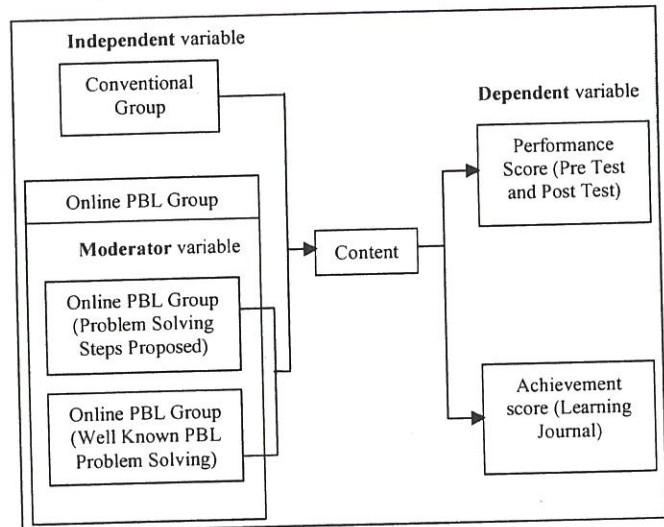 Independent variable
Conventional
Group
Online PBL Group
Moderator variable
Online PBL Group
(Problem Solving
Steps Proposed)
Online PBL Group
(Well Known PBL
Problem Solving)
Content
Dependent variable
Performance
Score (Pre Test
and Post Test)
Achievement
score (Learning
Journal)